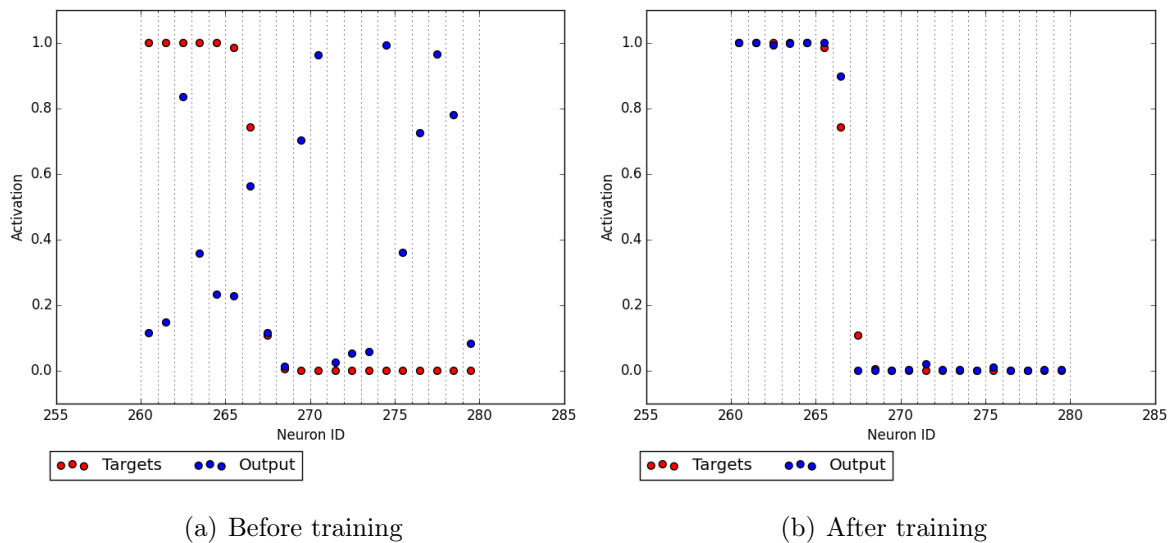 1.0
0.8
0.6
0.4
0.2
0.0
Activation
255 260 265 270 275 280 285
Neuron ID
Targets Output
(a) Before training
1.0
0.8
0.6
0.4
0.2
0.0
Activation
255 260 265 270 275 280 285
Neuron ID
Targets Output
(b) After training